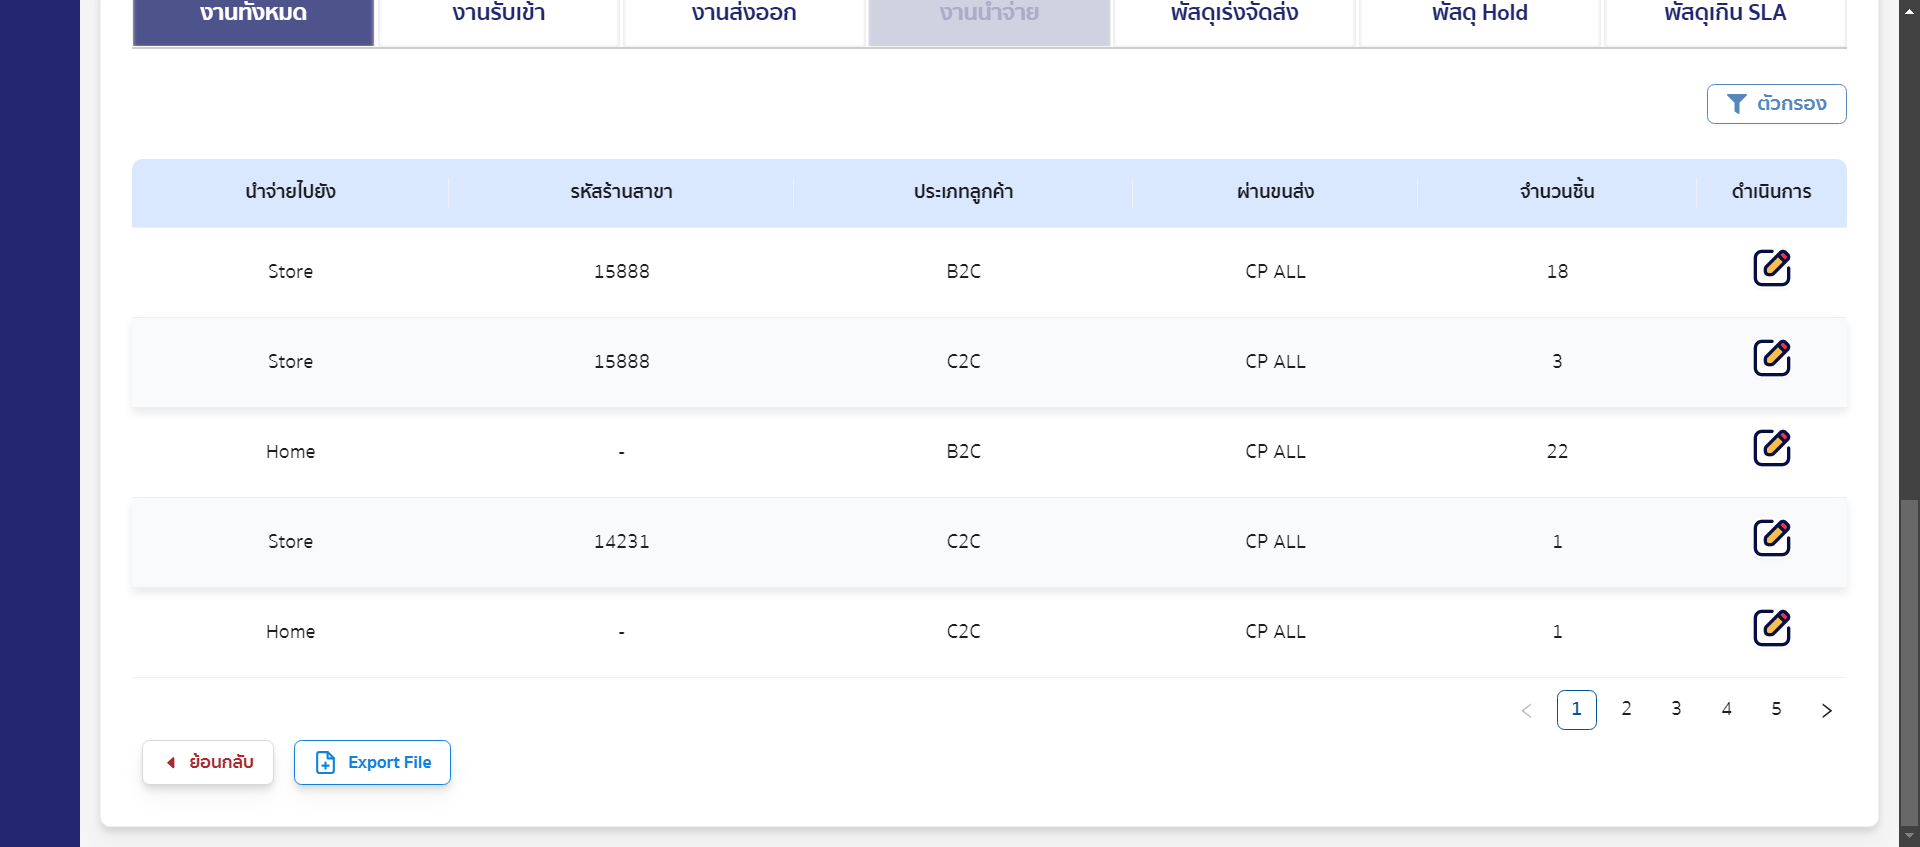 งานทั้งหมด งานรับเข้า งานส่งออก งานนำจ่าย พัสดุเร่งจัดส่ง พัสดุ Hold พัสดุเกิน SLA
ตัวกรอง
นำจ่ายไปยัง รหัสร้านสาขา ประเภทลูกค้า ผ่านขนส่ง จำนวนชิ้น ดำเนินการ
Store 15888 B2C CP ALL 18
Store 15888 C2C CP ALL 3
Home - B2C CP ALL 22
Store 14231 C2C CP ALL 1
Home - C2C CP ALL 1
1 2 3 4 5
ย้อนกลับ Export File